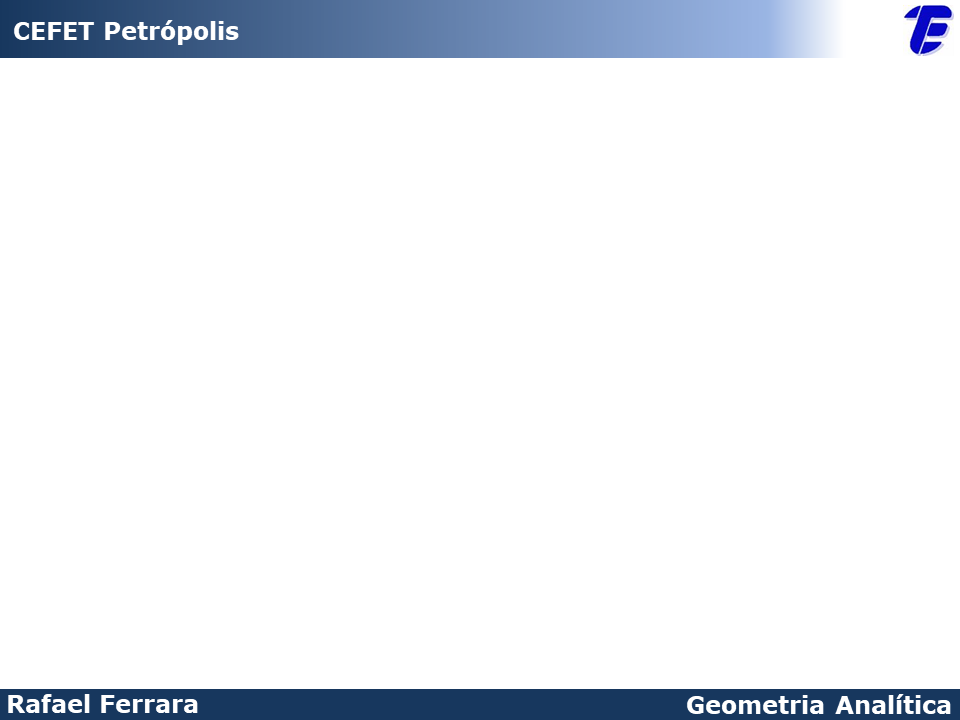 CEFET Petrópolis
Rafael Ferrara
Geometria Analítica